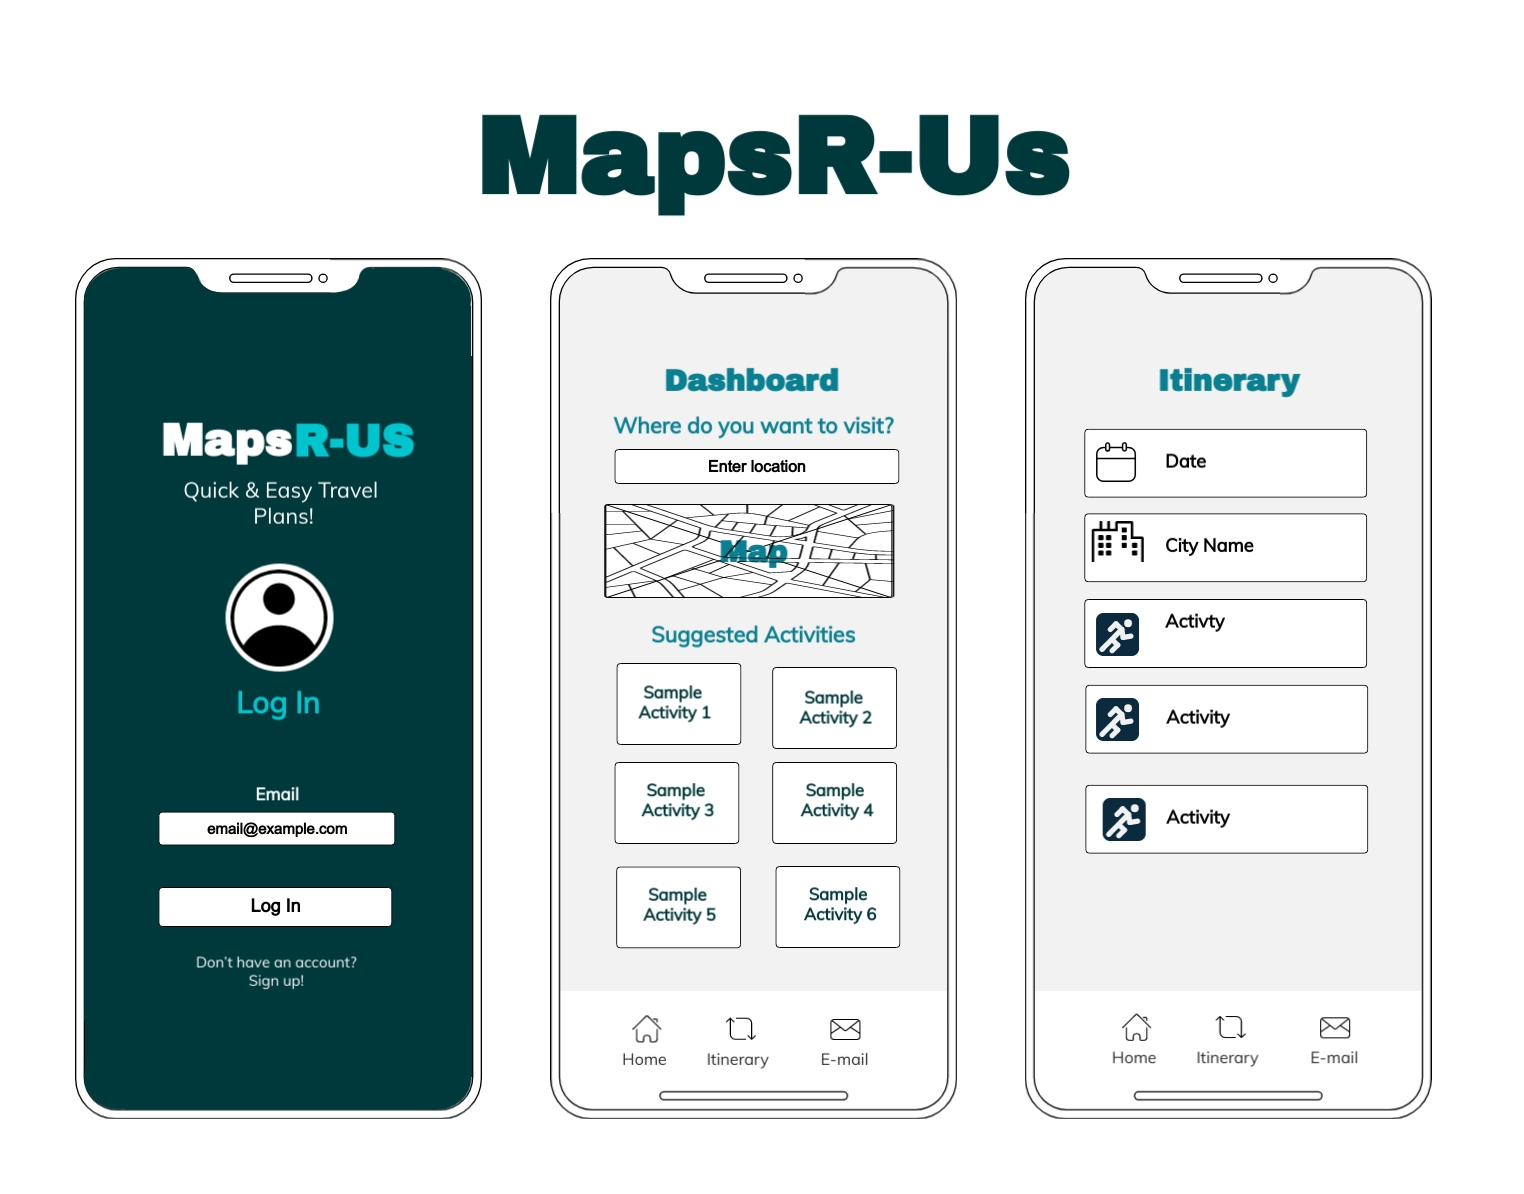 MapsR-Us
MapsR-US
Quick & Easy Travel
Plans!
Log In
Email
email@example.com
Log In
Don't have an account?
Sign up!
Dashboard
Where do you want to visit?
Enter location
Map
Suggested Activities
Sample
Activity 1
Sample
Activity 2
Sample
Activity 3
Sample
Activity 4
Sample
Activity 5
Sample
Activity 6
Home
Itinerary
E-mail
Itinerary
Date
City Name
Activty
Activity
Activity
Home
Itinerary
E-mail